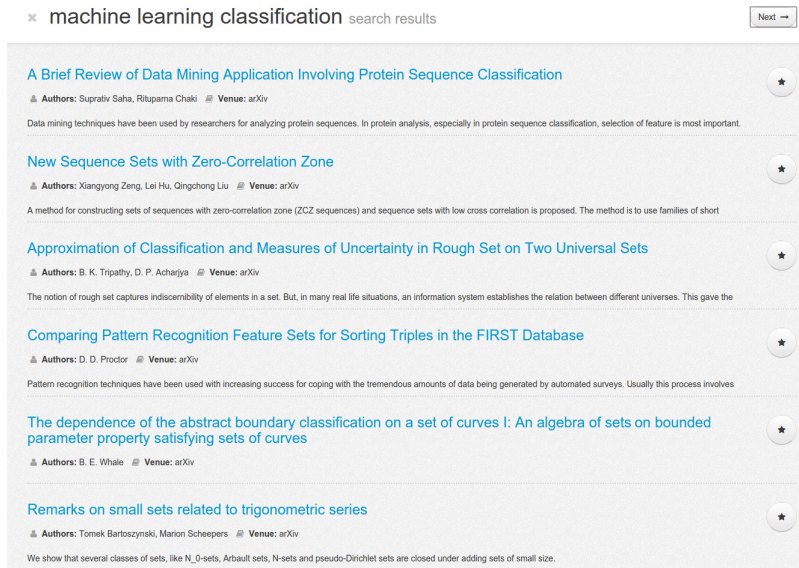 × machine learning classification search results
Next →
A Brief Review of Data Mining Application Involving Protein Sequence Classification
Authors: Suprativ Saha, Rituparna Chaki Venue: arXiv
Data mining techniques have been used by researchers for analyzing protein sequences. In protein analysis, especially in protein sequence classification, selection of feature is most important.
New Sequence Sets with Zero-Correlation Zone
Authors: Xiangyong Zeng, Lei Hu, Qingchong Liu Venue: arXiv
A method for constructing sets of sequences with zero-correlation zone (ZCZ sequences) and sequence sets with low cross correlation is proposed. The method is to use families of short
Approximation of Classification and Measures of Uncertainty in Rough Set on Two Universal Sets
Authors: B. K. Tripathy, D. P. Acharjya Venue: arXiv
The notion of rough set captures indiscernibility of elements in a set. But, in many real life situations, an information system establishes the relation between different universes. This gave the
Comparing Pattern Recognition Feature Sets for Sorting Triples in the FIRST Database
Authors: D. D. Proctor Venue: arXiv
Pattern recognition techniques have been used with increasing success for coping with the tremendous amounts of data being generated by automated surveys. Usually this process involves
The dependence of the abstract boundary classification on a set of curves I: An algebra of sets on bounded
parameter property satisfying sets of curves
Authors: B. E. Whale Venue: arXiv
Remarks on small sets related to trigonometric series
Authors: Tomek Bartoszynski, Marion Scheepers Venue: arXiv
We show that several classes of sets, like N_0-sets, Arbault sets, N-sets and pseudo-Dirichlet sets are closed under adding sets of small size.